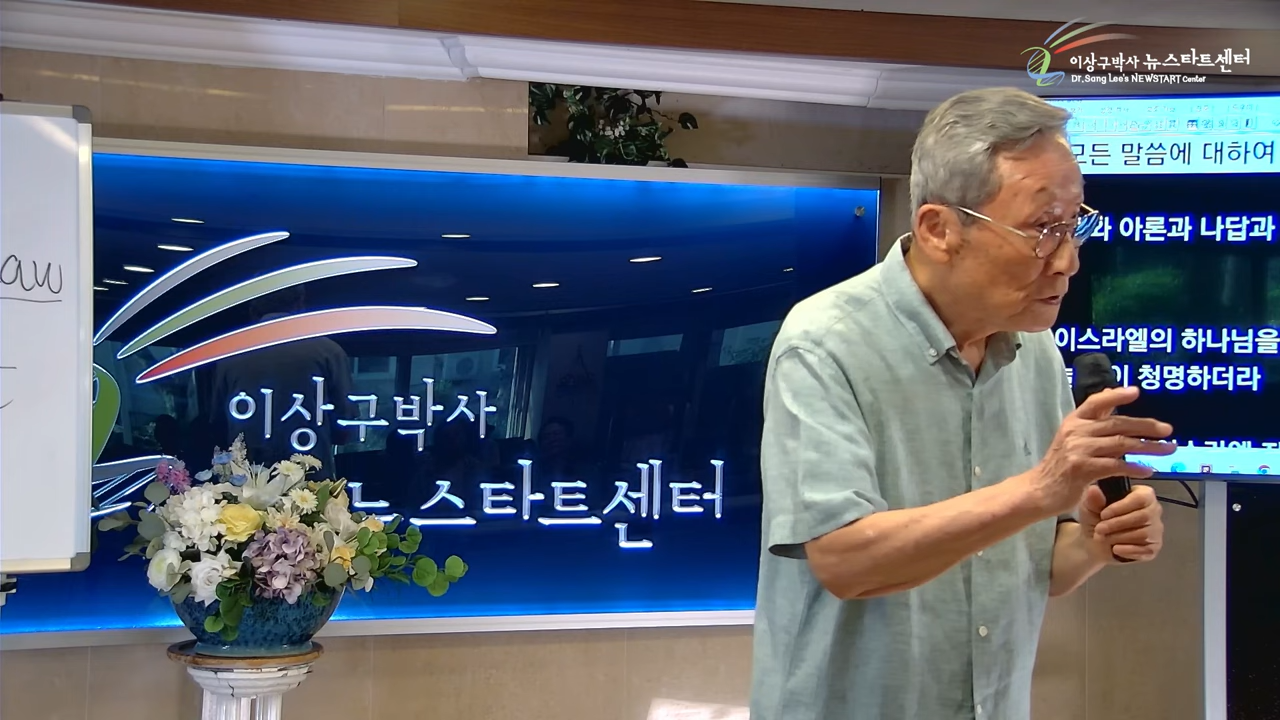 이상구박사 뉴스타트센터
Dr. Sang Lee's NEWSTART Center
모든 말씀에 대하여
와 아론과 나답과
이스라엘의 하나님을
이 청명하더라
aw
이상구박사
뉴스타트센터